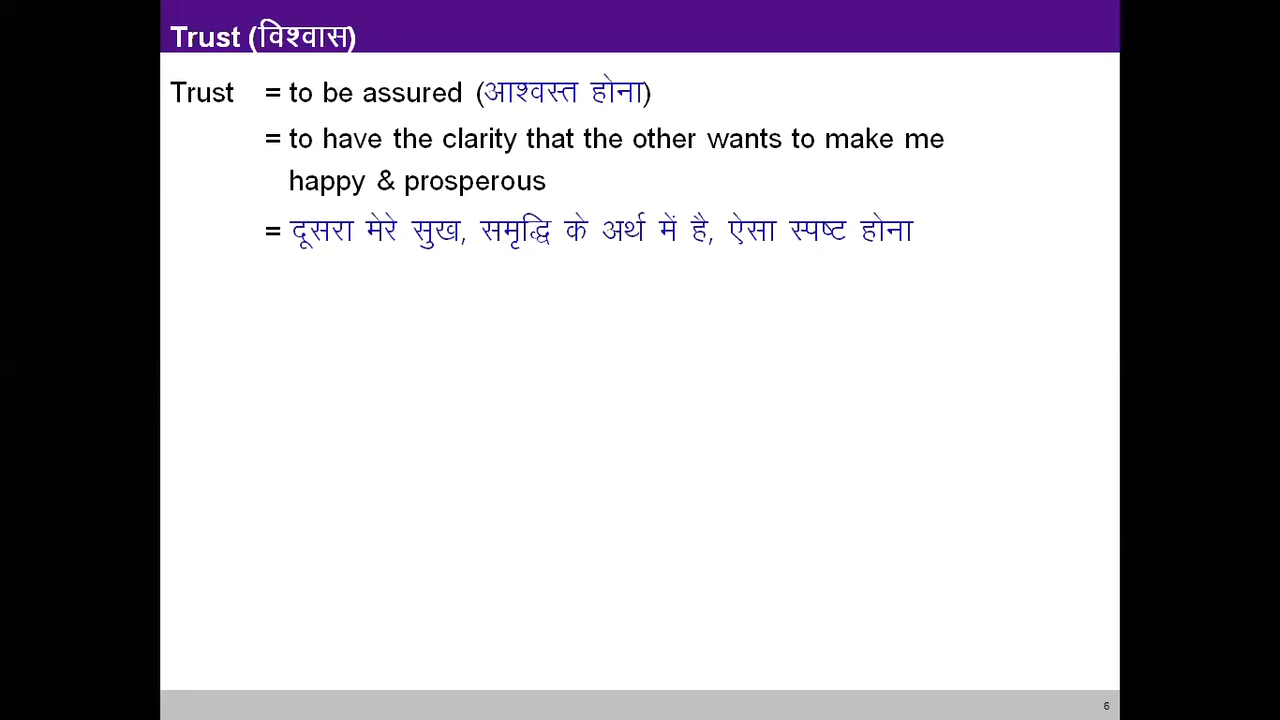 Trust (विश्वास)
Trust = to be assured (आश्वस्त होना)
= to have the clarity that the other wants to make me
happy & prosperous
= दूसरा मेरे सुख, समृद्धि के अर्थ में है, ऐसा स्पष्ट होना
6